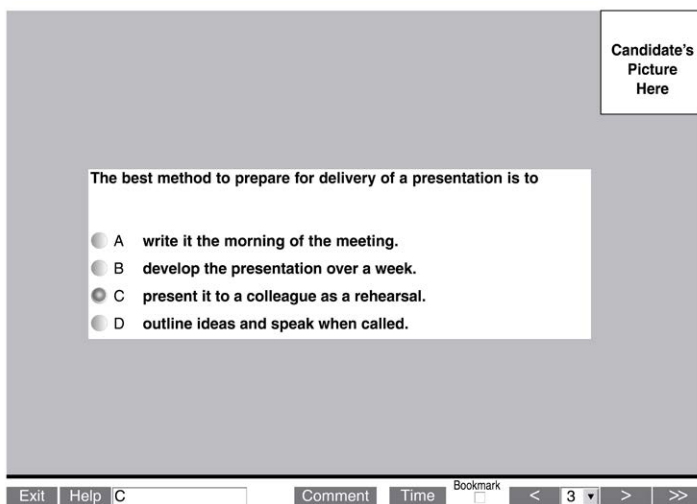 Candidate's
Picture
Here
The best method to prepare for delivery of a presentation is to
A write it the morning of the meeting.
B develop the presentation over a week.
C present it to a colleague as a rehearsal.
D outline ideas and speak when called.
Exit Help C Comment Time Bookmark < 3 > >>